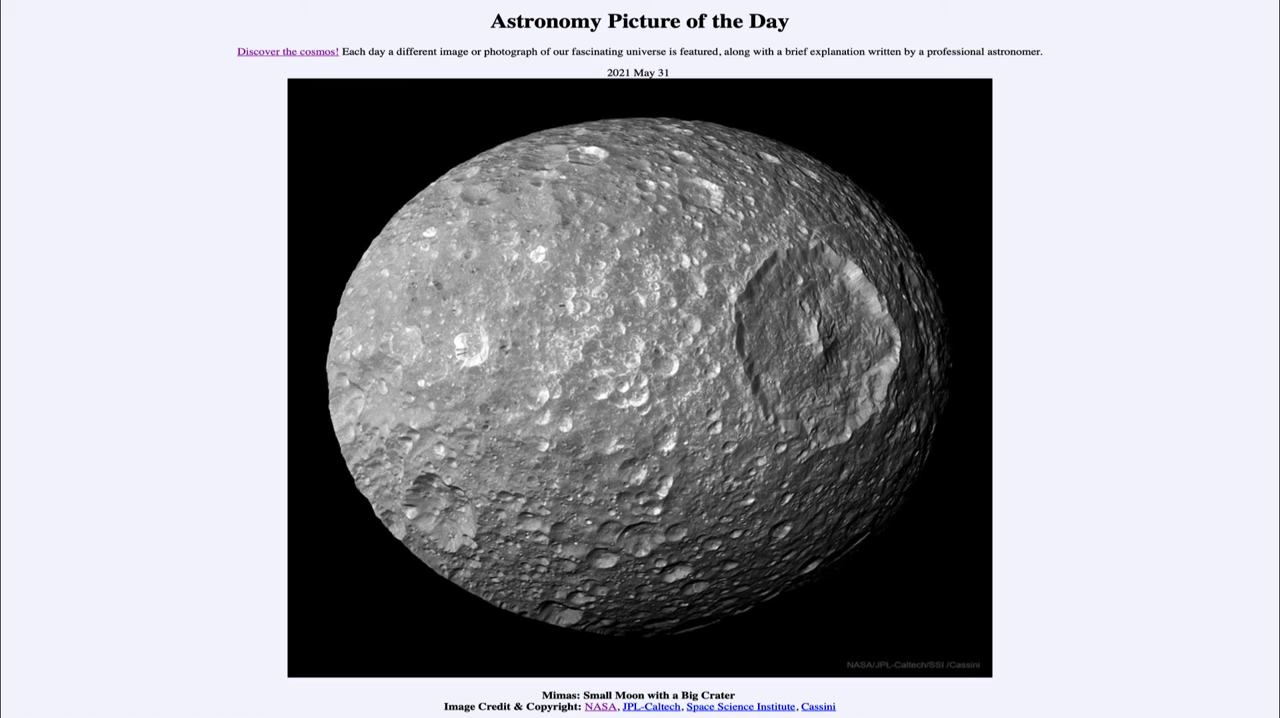 Astronomy Picture of the Day
Discover the cosmos! Each day a different image or photograph of our fascinating universe is featured, along with a brief explanation written by a professional astronomer.
2021 May 31
NASA/JPL-Caltech/SSI /Cassini
Mimas: Small Moon with a Big Crater
Image Credit & Copyright: NASA, JPL-Caltech, Space Science Institute, Cassini